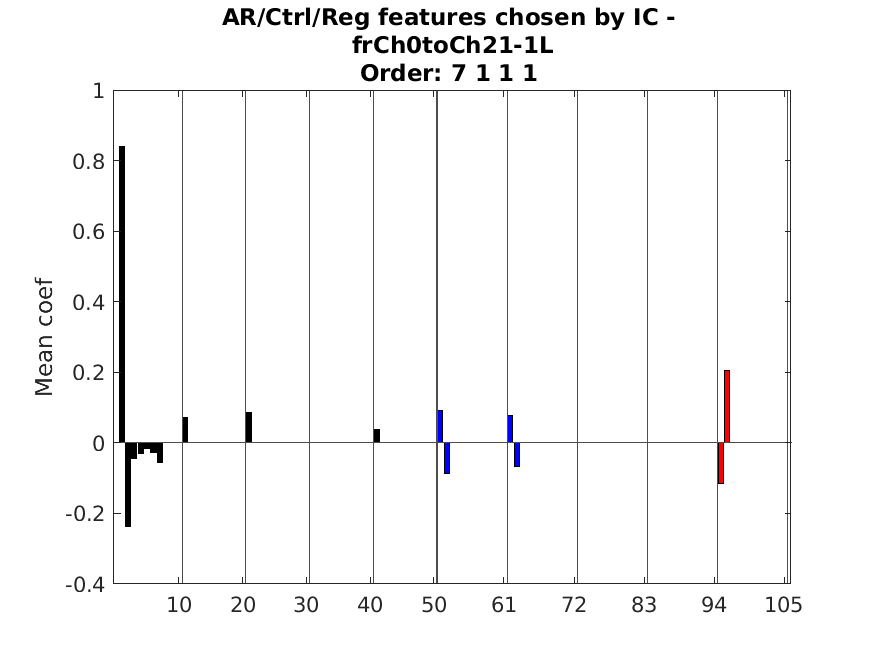 AR/Ctrl/Reg features chosen by IC -
frCh0toCh21-1L
Order: 7 1 1 1
1
0.8
0.6
0.4
0.2
0
-0.2
-0.4
Mean coef
10 20 30 40 50 61 72 83 94 105